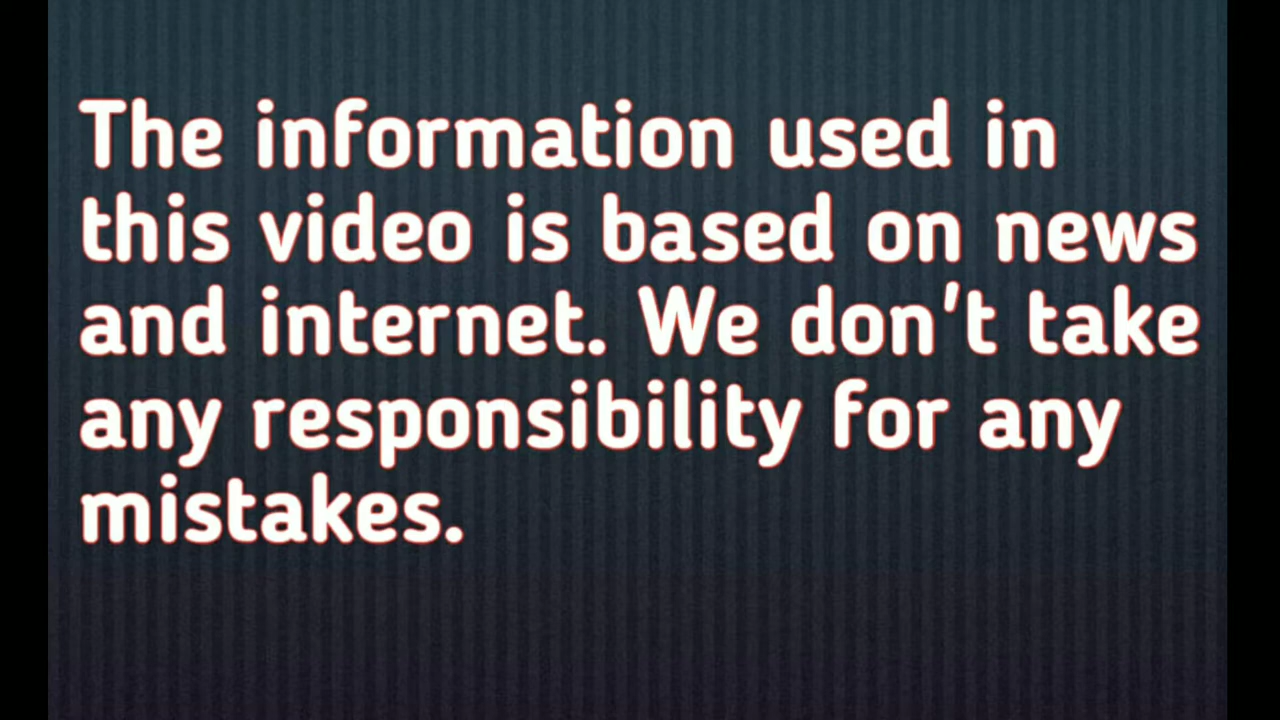 The information used in
this video is based on news
and internet. We don't take
any responsibility for any
mistakes.